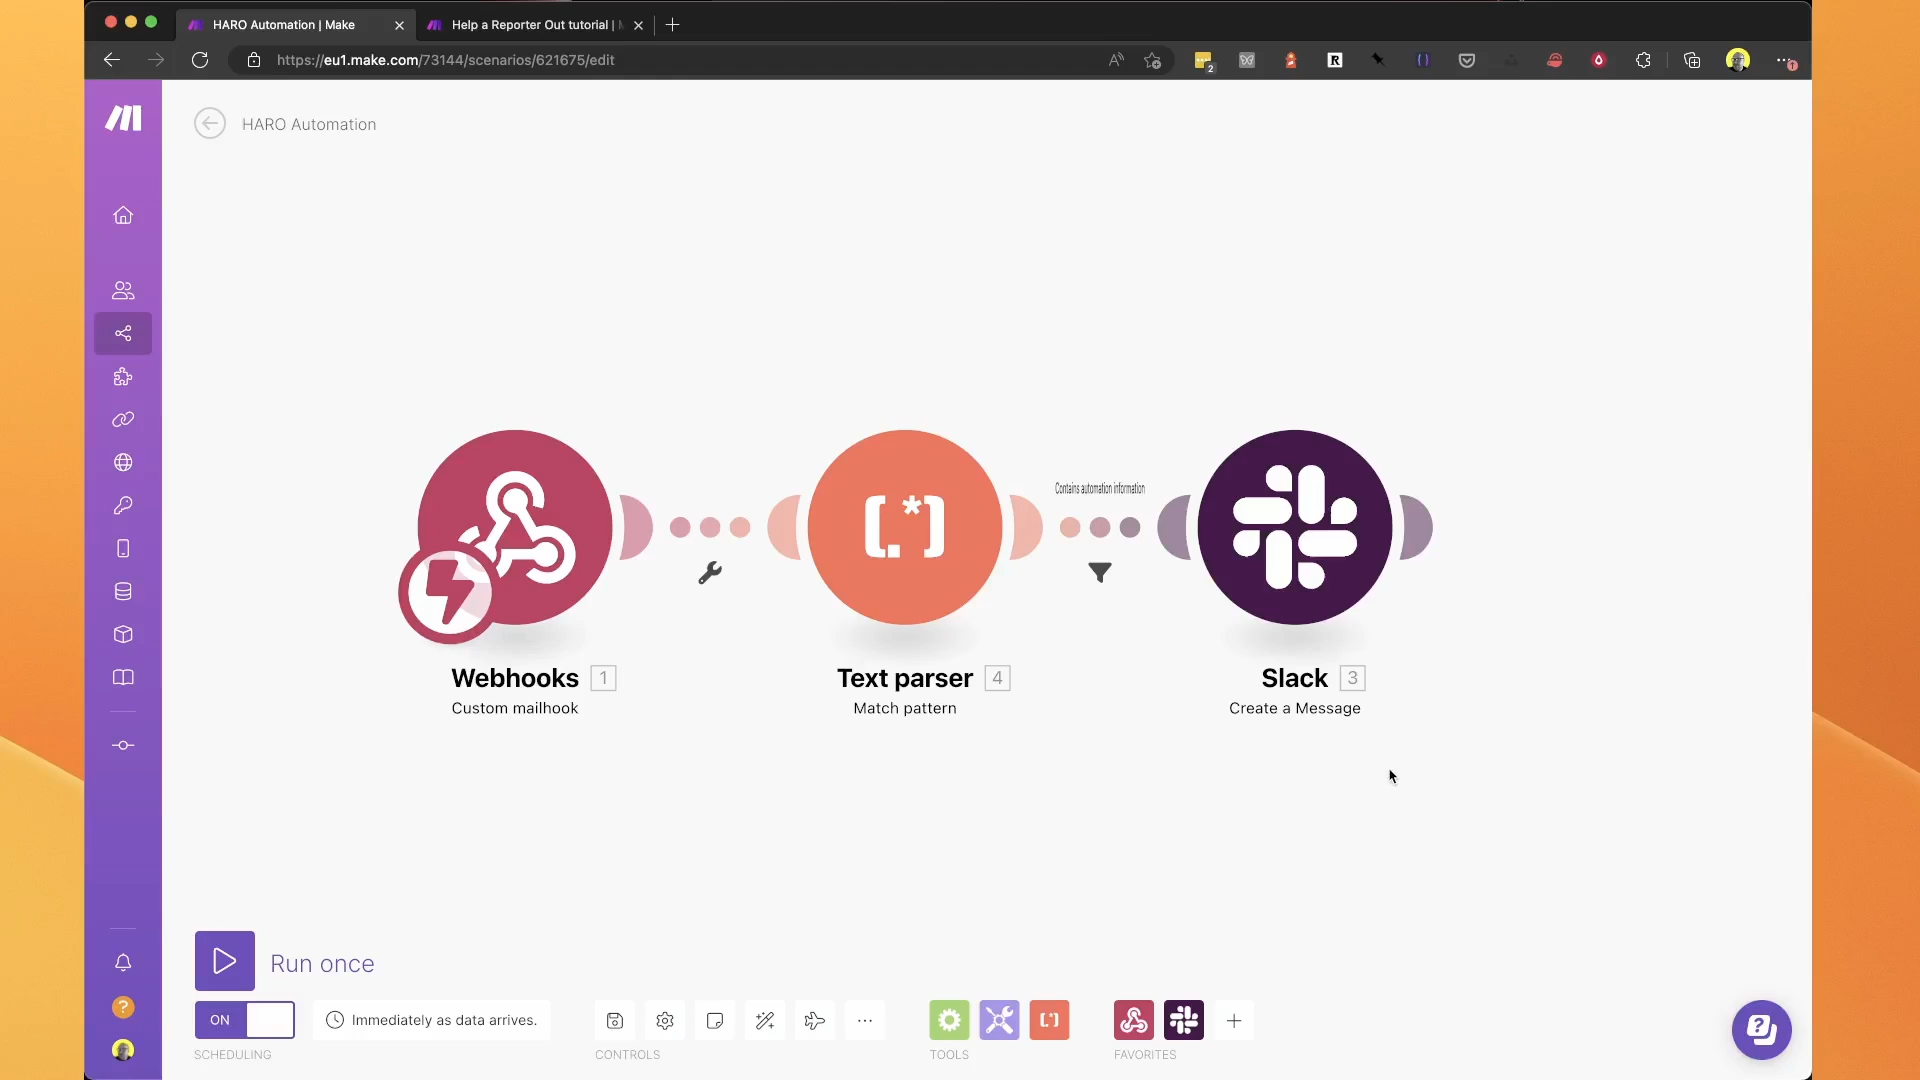 HARO Automation | Make
Help a Reporter Out tutorial |
https://eu1.make.com/73144/scenarios/621675/edit
2
R
HARO Automation
Contains automation information
[.*]
Webhooks 1
Custom mailhook
Text parser 4
Match pattern
Slack 3
Create a Message
Run once
ON
Immediately as data arrives.
SCHEDULING
CONTROLS
TOOLS
FAVORITES